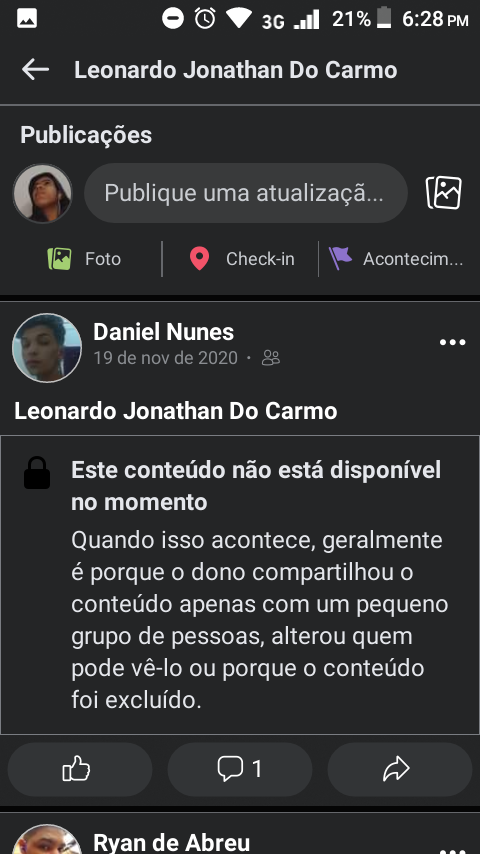 3G 21% 6:28 PM
Leonardo Jonathan Do Carmo
Publicações
Publique uma atualizaçã...
Foto Check-in Acontecim...
Daniel Nunes
19 de nov de 2020 ·
Leonardo Jonathan Do Carmo
Este conteúdo não está disponível
no momento
Quando isso acontece, geralmente
é porque o dono compartilhou o
conteúdo apenas com um pequeno
grupo de pessoas, alterou quem
pode vê-lo ou porque o conteúdo
foi excluído.
1
Ryan de Abreu